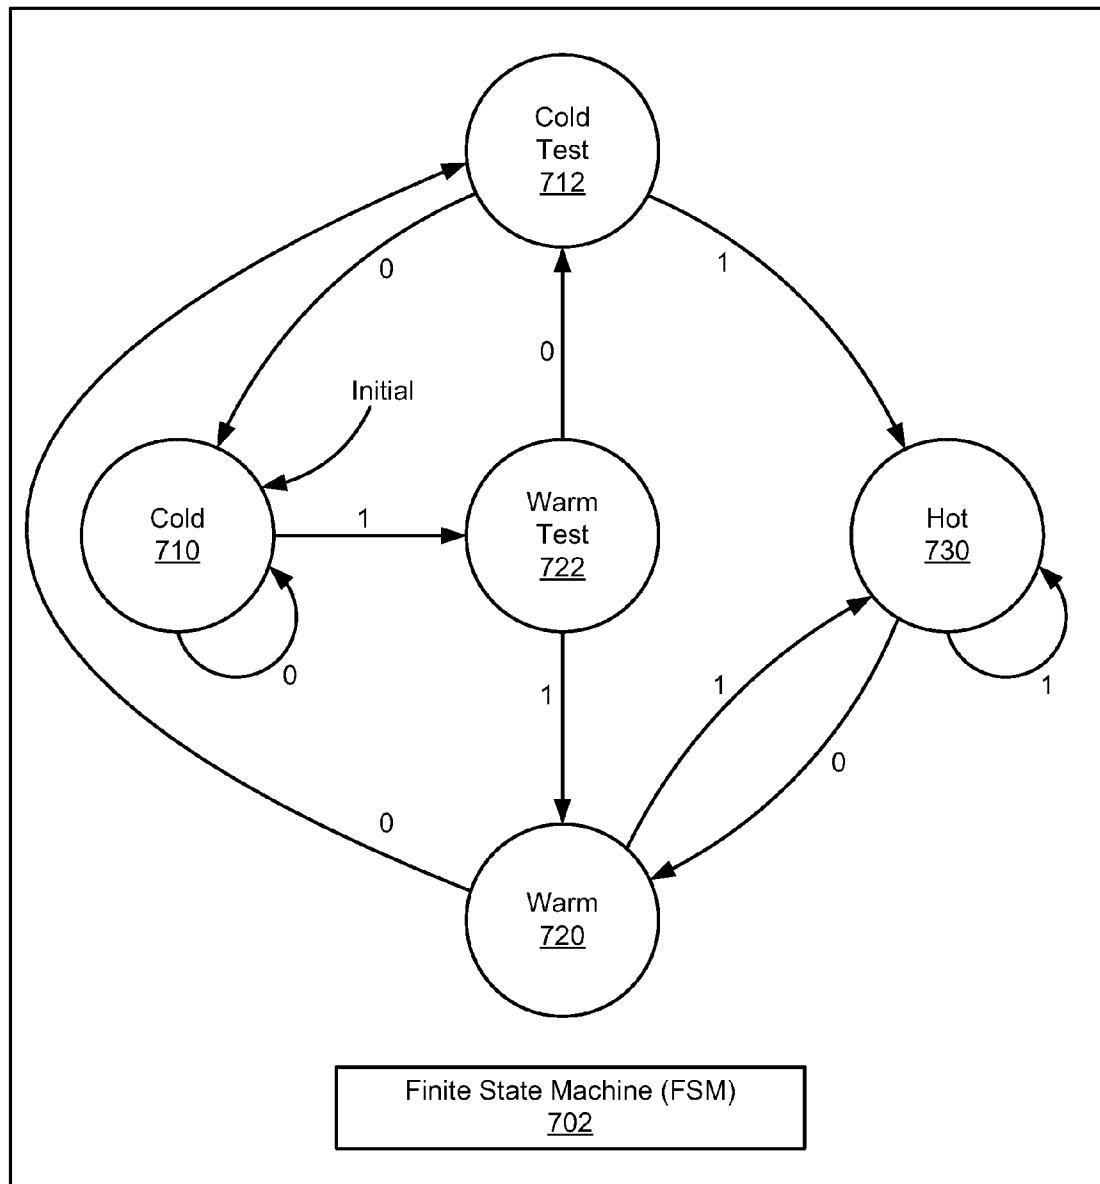 Cold
Test
712
0
1
0
Initial
Cold
710
1
Warm
Test
722
Hot
730
0
1
1
1
0
0
Warm
720
Finite State Machine (FSM)
702